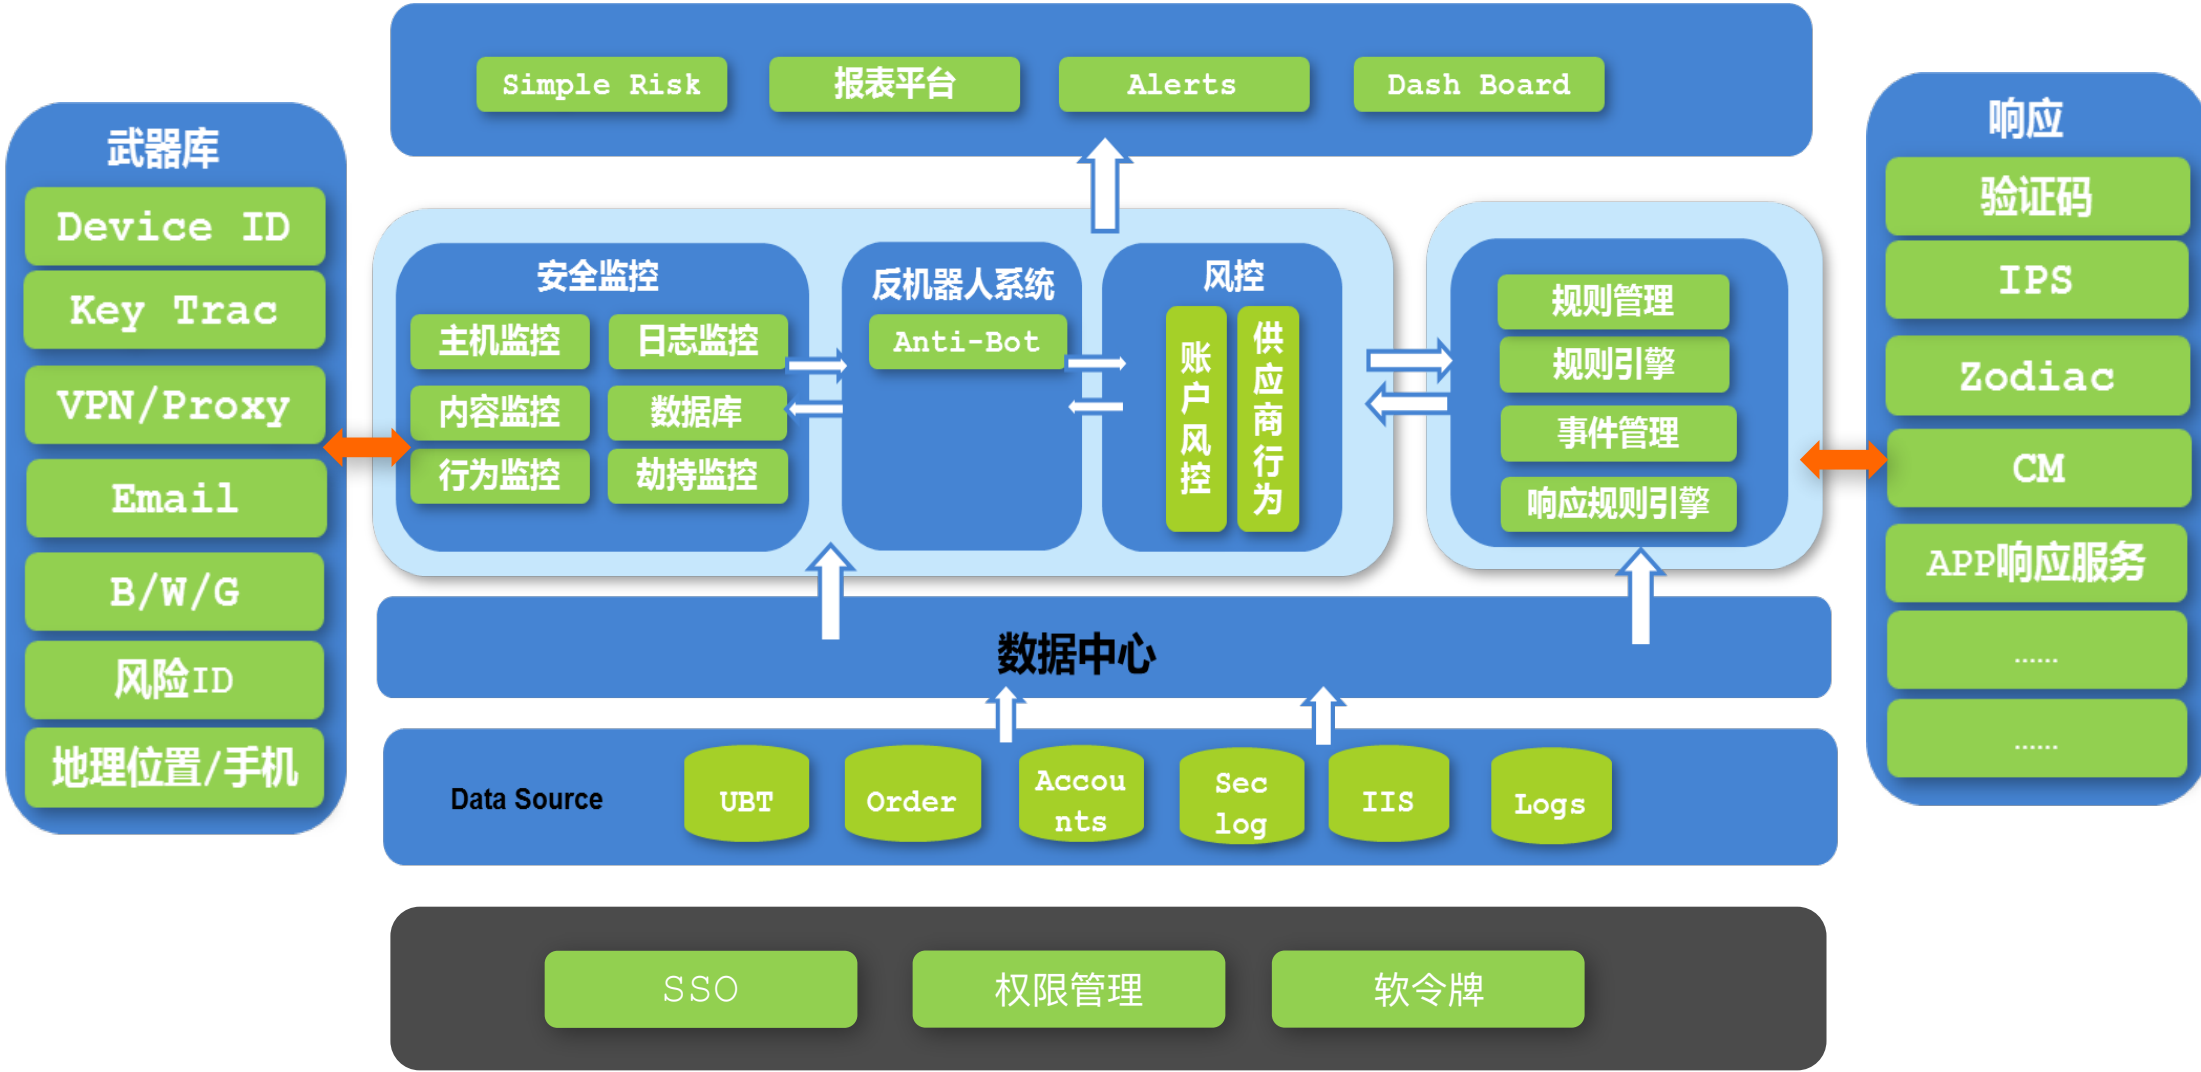 Simple Risk
报表平台
Alerts
Dash Board
武器库
Device ID
Key Trac
VPN/Proxy
Email
B/W/G
风险ID
地理位置/手机
安全监控
主机监控
日志监控
内容监控
数据库
行为监控
劫持监控
反机器人系统
Anti-Bot
风控
账户风控
供应商行为
规则管理
规则引擎
事件管理
响应规则引擎
响应
验证码
IPS
Zodiac
CM
APP响应服务
......
......
数据中心
Data Source
UBT
Order
Accou
nts
Sec
log
IIS
Logs
SSO
权限管理
软令牌